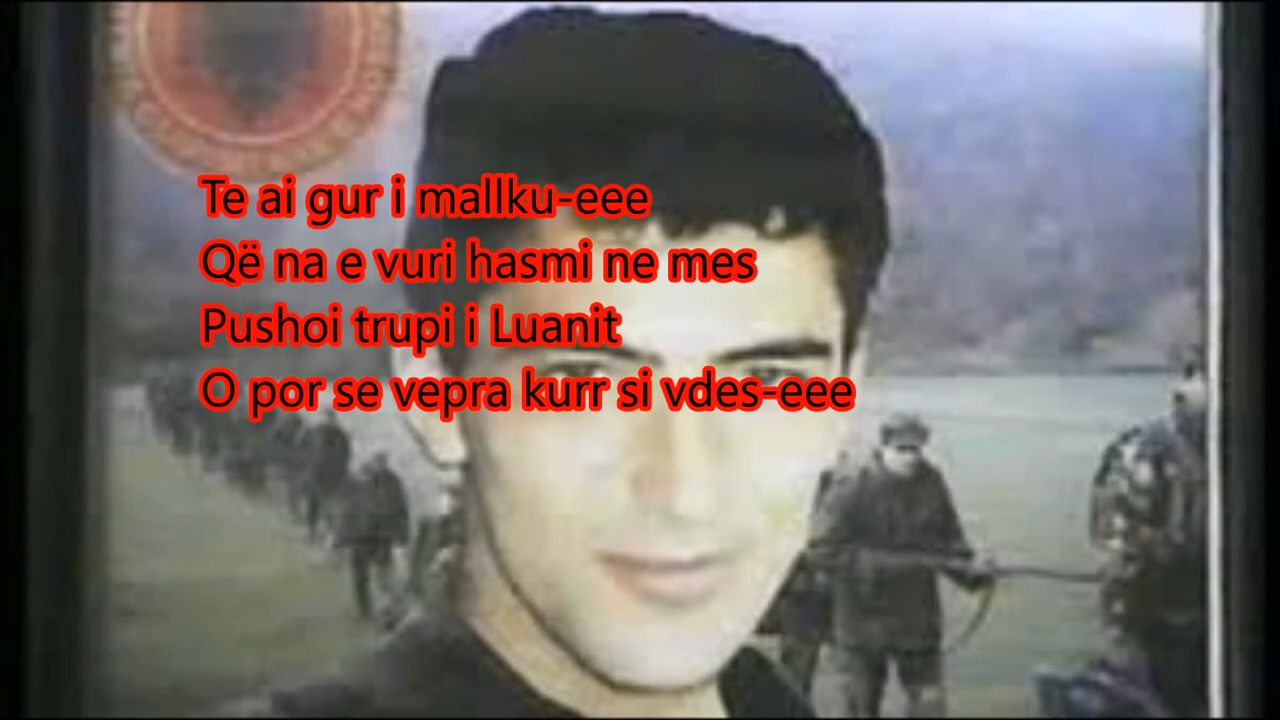 Te ai gur i mallku-eee
Që na e vuri hasmi ne mes
Pushoi trupi i Luanit
O por se vepra kurr si vdes-eee